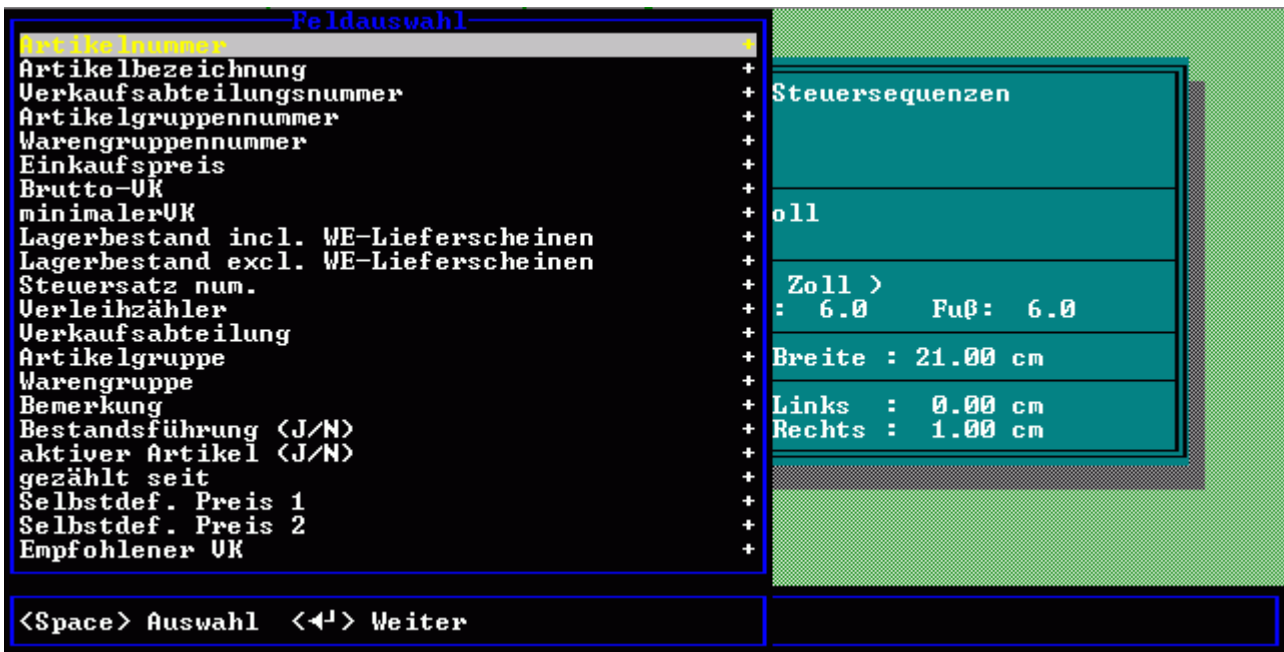 Feldauswahl
Artikelnummer +
Artikelbezeichnung +
Verkaufsabteilungsnummer +
Artikelgruppennummer +
Warengruppennummer +
Einkaufspreis +
Brutto-VK +
minimalerVK +
Lagerbestand incl. WE-Lieferscheinen +
Lagerbestand excl. WE-Lieferscheinen +
Steuersatz num. +
Verleihzähler +
Verkaufsabteilung +
Artikelgruppe +
Warengruppe +
Bemerkung +
Bestandsführung (J/N) +
aktiver Artikel (J/N) +
gezählt seit +
Selbstdef. Preis 1 +
Selbstdef. Preis 2 +
Empfohlener VK +
Steuersequenzen
oll
Zoll )
: 6.0 Fuß: 6.0
Breite : 21.00 cm
Links : 0.00 cm
Rechts : 1.00 cm
<Space> Auswahl <◄┘> Weiter